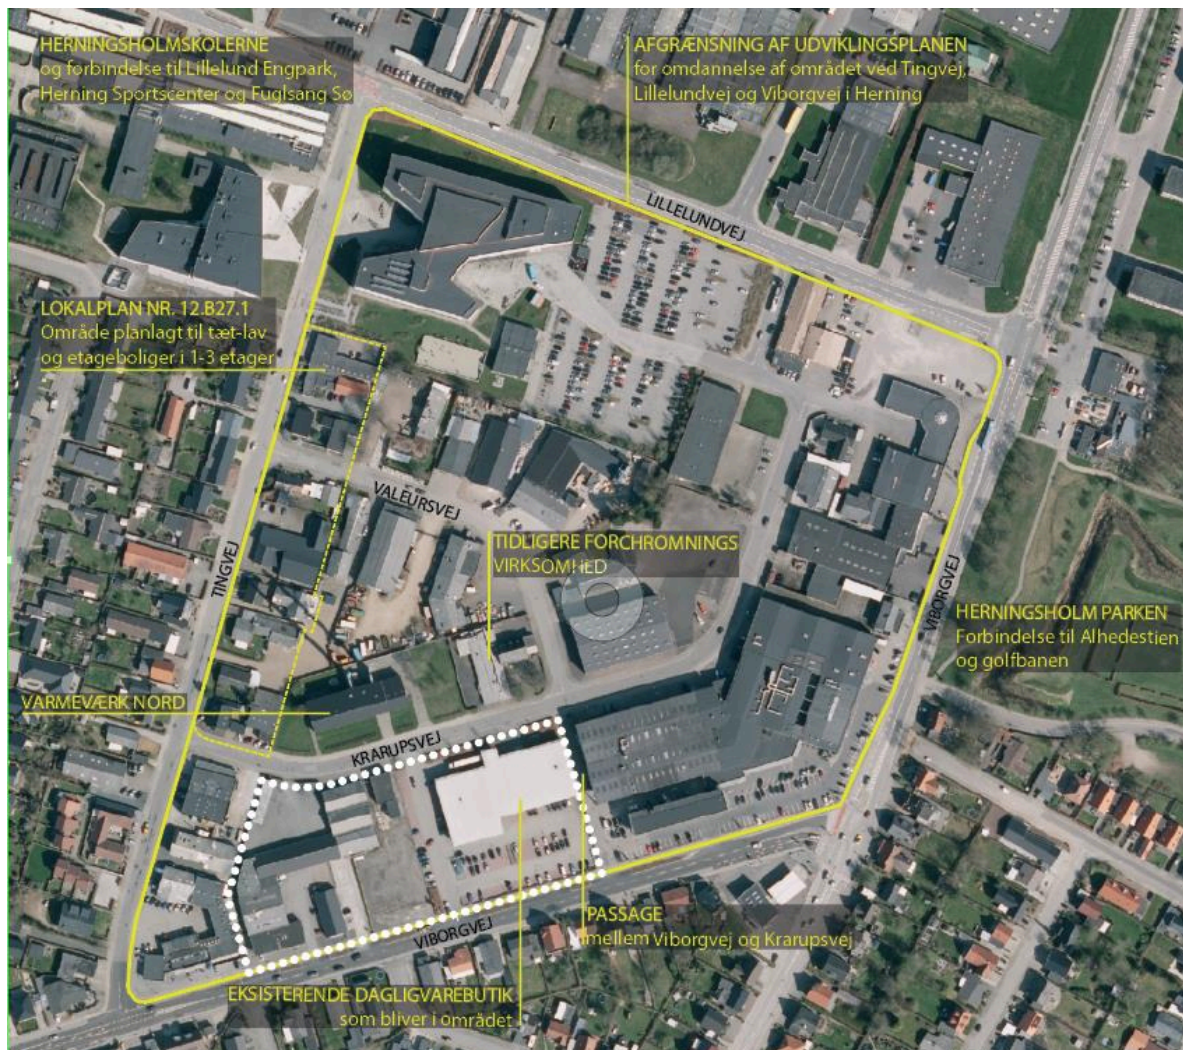 HERNINGSHOLMSKOLERNE
og forbindelse til Lillelund Engpark,
Herning Sportscenter og Fuglsang Sø
AFGRÆNSNING AF UDVIKLINGSPLANEN
for omdannelse af området ved Tingvej,
Lillelundvej og Viborgvej i Herning
LILLELUNDVEJ
LOKALPLAN NR. 12.B27.1
Område planlagt til tæt-lav
og etageboliger i 1-3 etager
VALEURSVEJ
TINGVEJ
TIDLIGERE FORCHROMNINGS
VIRKSOMHED
VIBORGVEJ
HERNINGSHOLM PARKEN
Forbindelse til Alhedestien
og golfbanen
VARMEVÆRK NORD
KRARUPSVEJ
PASSAGE
mellem Viborgvej og Krarupsvej
VIBORGVEJ
EKSISTERENDE DAGLIGVAREBUTIK
som bliver i området